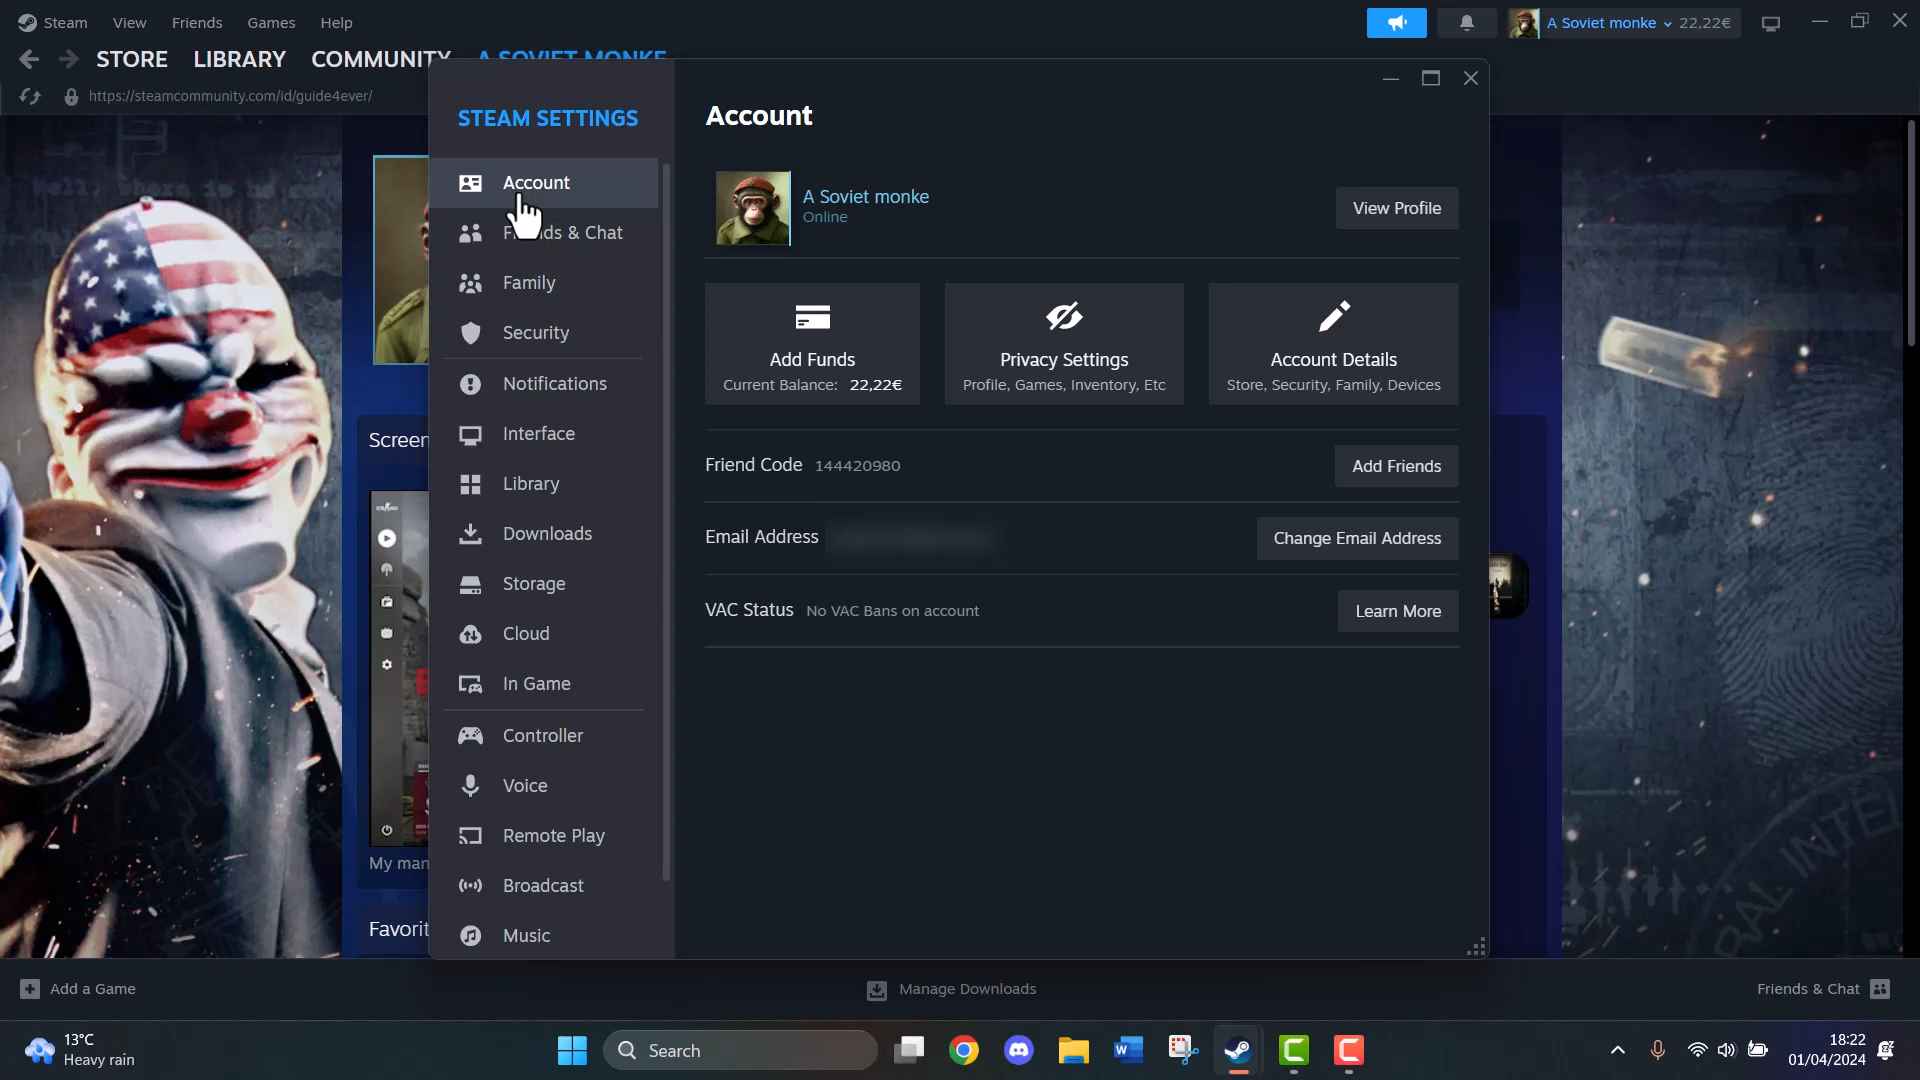 Steam View Friends Games Help A Soviet monke 22,22€
STORE LIBRARY COMMUNITY A SOVIET MONKE
https://steamcommunity.com/id/guide4ever/
STEAM SETTINGS
Account
Friends & Chat
Family
Security
Notifications
Interface
Library
Downloads
Storage
Cloud
In Game
Controller
Voice
Remote Play
Broadcast
Music
Account
A Soviet monke
Online
View Profile
Add Funds
Current Balance: 22,22€
Privacy Settings
Profile, Games, Inventory, Etc
Account Details
Store, Security, Family, Devices
Friend Code 144420980
Add Friends
Email Address
Change Email Address
VAC Status No VAC Bans on account
Learn More
Screen
My man
Favorit
Add a Game
Manage Downloads
Friends & Chat
13°C
Heavy rain
Search
18:22
01/04/2024